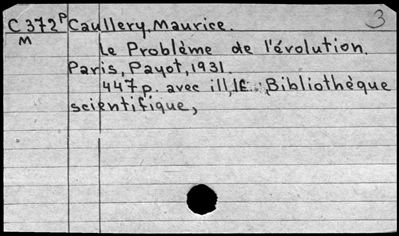 C 372P Caullery, Maurice. 3
M
Le Problème de l'évolution.
Paris, Payot, 1931.
447 p. avec ill,
Bibliothèque
scientifique,